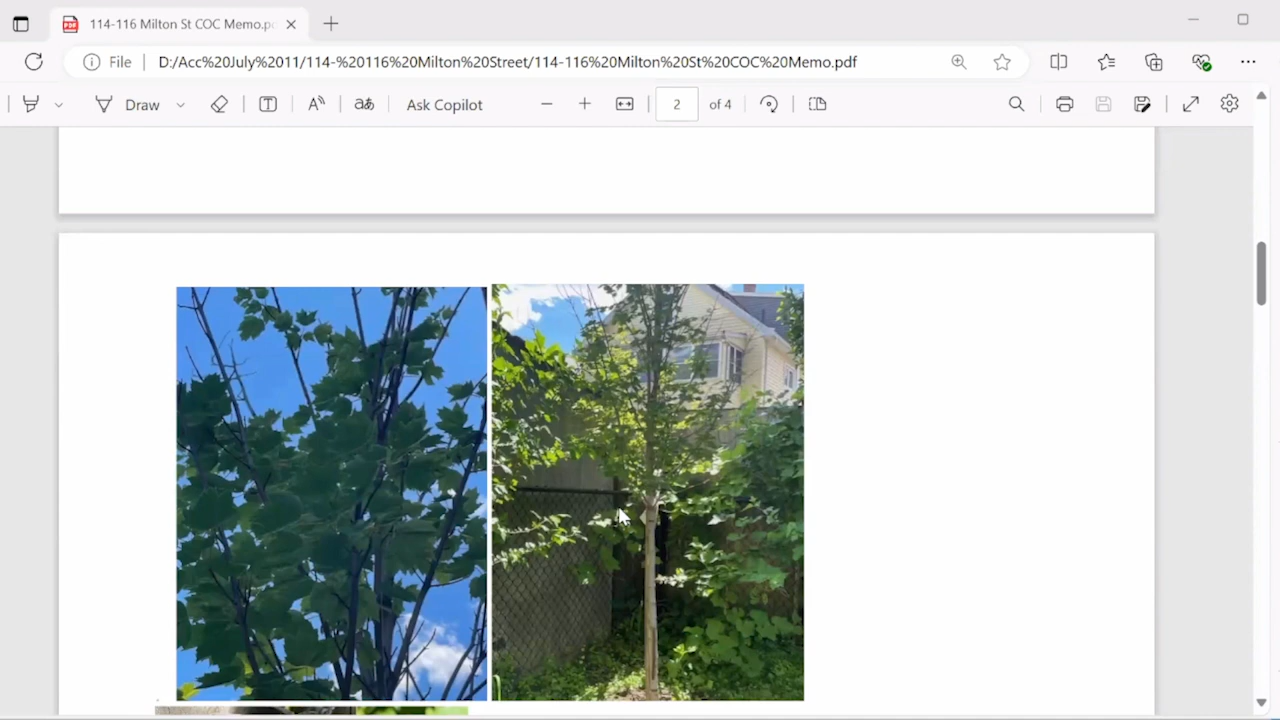 114-116 Milton St COC Memo.pd
File
D:/Acc%20July%2011/114-%20116%20Milton%20Street/114-116%20Milton%20St%20COC%20Memo.pdf
Draw
Ask Copilot
2 of 4